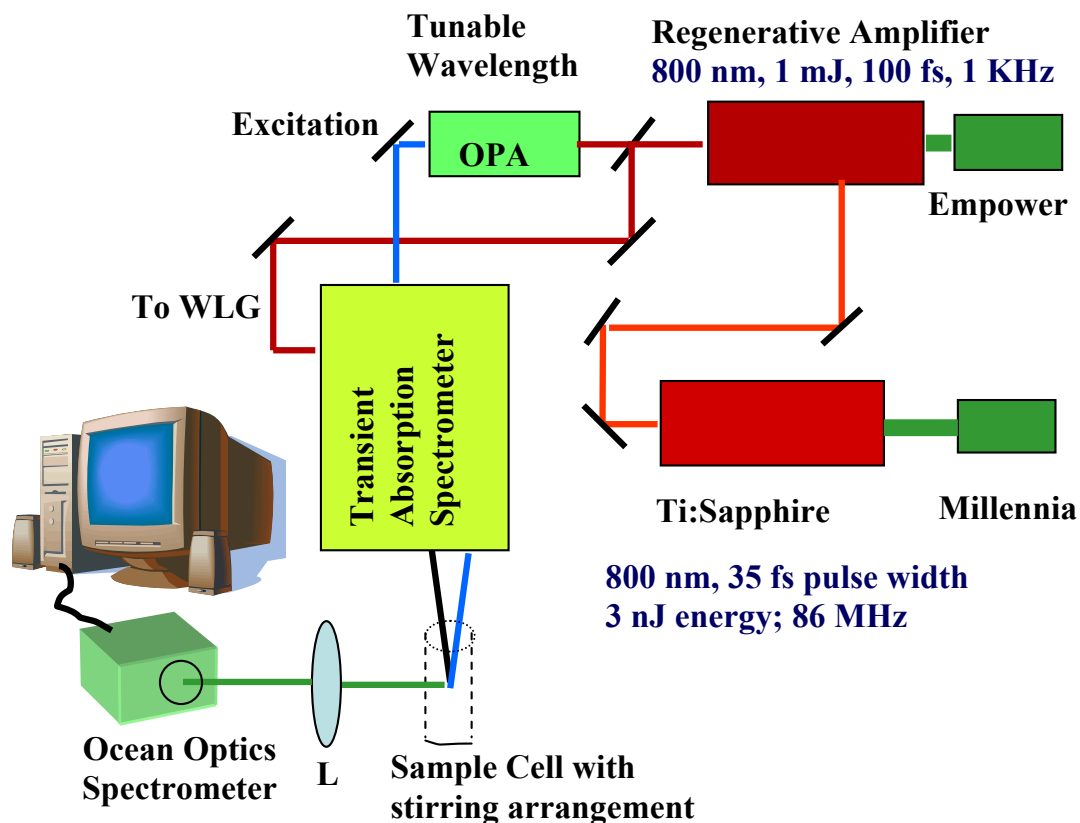 Tunable
Wavelength
Regenerative Amplifier
800 nm, 1 mJ, 100 fs, 1 KHz
Excitation
OPA
Empower
To WLG
Transient
Absorption
Spectrometer
Ti:Sapphire
Millennia
800 nm, 35 fs pulse width
3 nJ energy; 86 MHz
Ocean Optics
Spectrometer
L
Sample Cell with
stirring arrangement